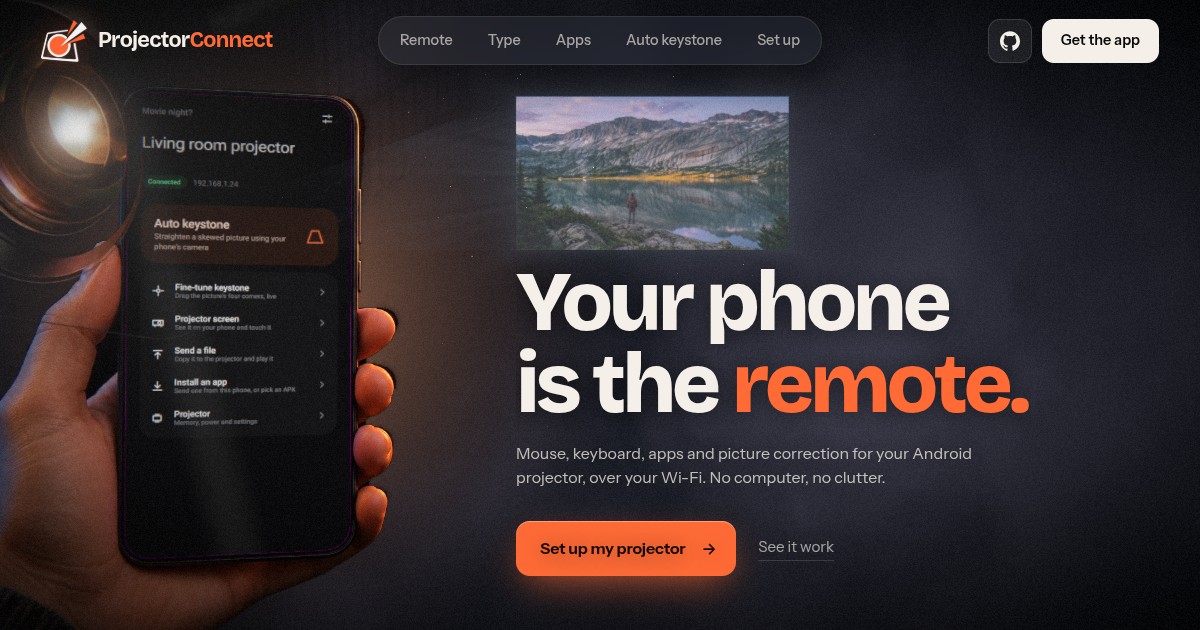 ProjectorConnect
Remote
Type
Apps
Auto keystone
Set up
Get the app
Movie night?
Living room projector
Connected 192.168.1.24
Auto keystone
Straighten a skewed picture using your
phone's camera
Fine-tune keystone
Drag the picture's four corners, live
Projector screen
See it on your phone and touch it
Send a file
Copy it to the projector and play it
Install an app
Send one from this phone, or pick an APK
Projector
Memory, power and settings
Your phone
is the remote.
Mouse, keyboard, apps and picture correction for your Android
projector, over your Wi-Fi. No computer, no clutter.
Set up my projector →
See it work